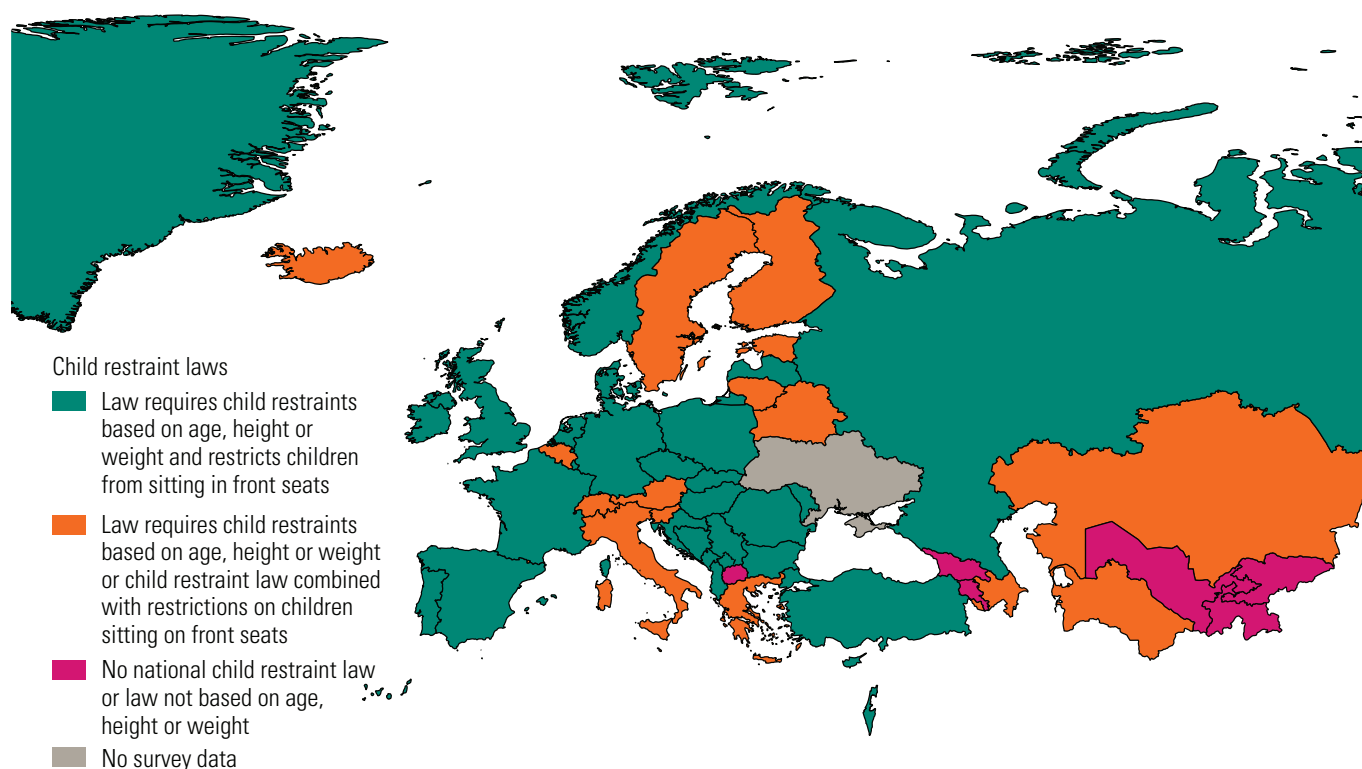 Child restraint laws
Law requires child restraints
based on age, height or
weight and restricts children
from sitting in front seats
Law requires child restraints
based on age, height or weight
or child restraint law combined
with restrictions on children
sitting on front seats
No national child restraint law
or law not based on age,
height or weight
No survey data